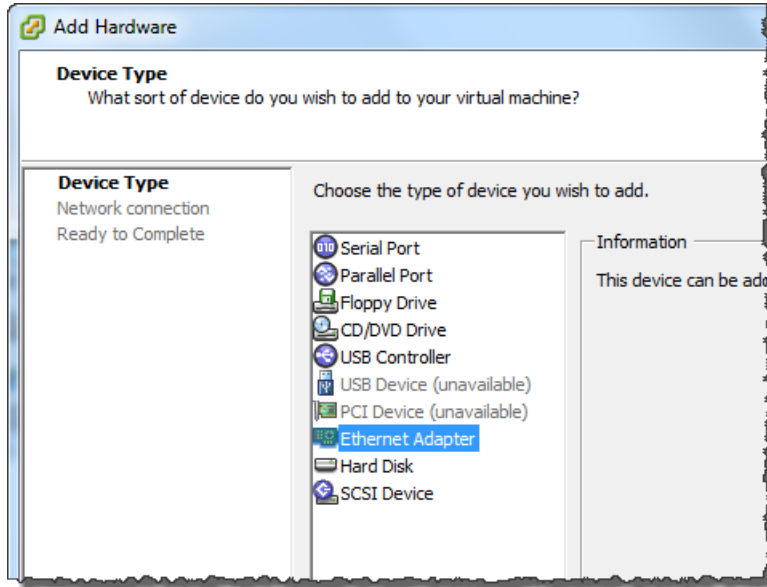 Add Hardware
Device Type
What sort of device do you wish to add to your virtual machine?
Device Type
Network connection
Ready to Complete
Choose the type of device you wish to add.
Serial Port
Parallel Port
Floppy Drive
CD/DVD Drive
USB Controller
USB Device (unavailable)
PCI Device (unavailable)
Ethernet Adapter
Hard Disk
SCSI Device
Information
This device can be add